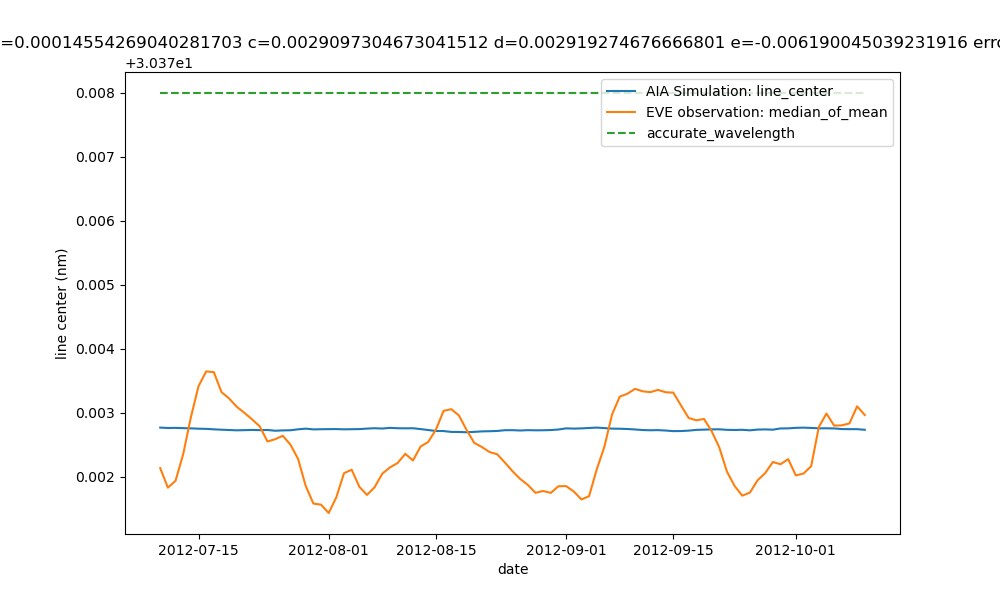 =0.00014554269040281703 c=0.0029097304673041512 d=0.002919274676666801 e=-0.006190045039231916 erro
+3.037e1
AIA Simulation: line_center
EVE observation: median_of_mean
accurate_wavelength
0.008
0.007
0.006
0.005
0.004
0.003
0.002
line center (nm)
2012-07-15
2012-08-01
2012-08-15
2012-09-01
2012-09-15
2012-10-01
date